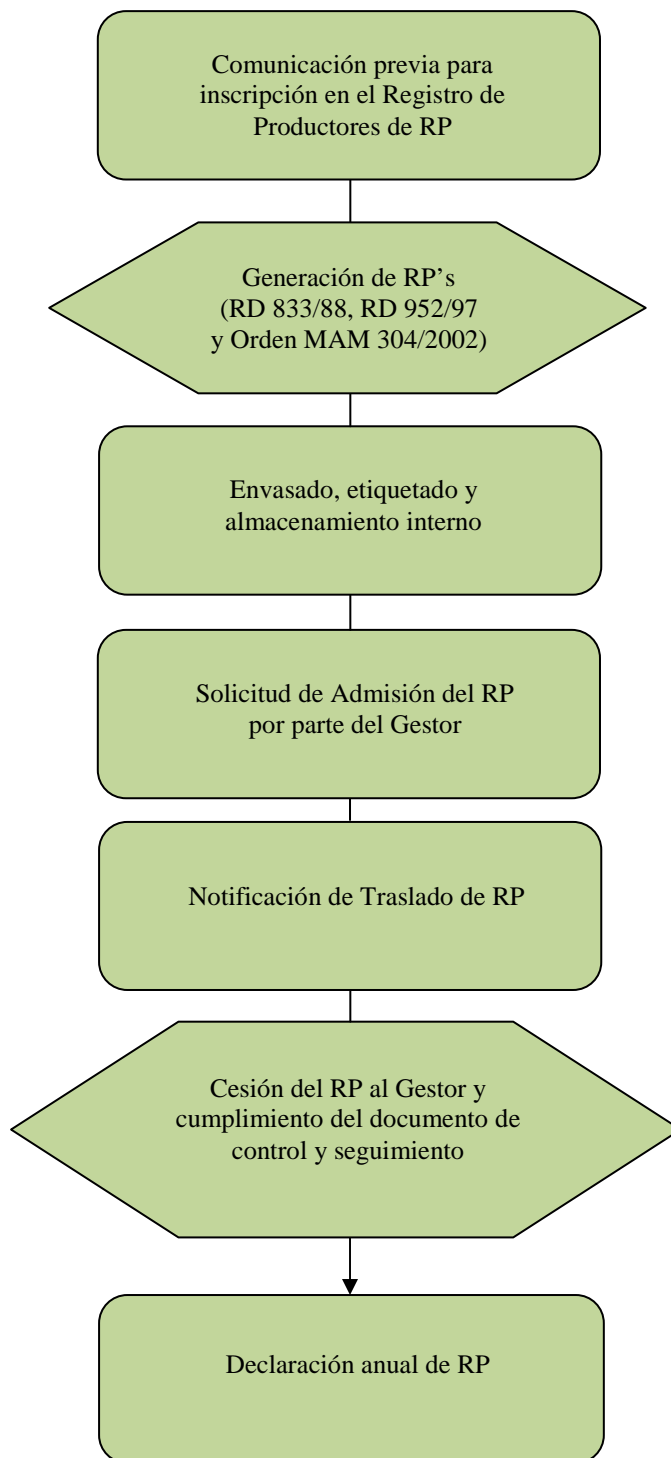 Comunicación previa para
inscripción en el Registro de
Productores de RP
Generación de RP’s
(RD 833/88, RD 952/97
y Orden MAM 304/2002)
Envasado, etiquetado y
almacenamiento interno
Solicitud de Admisión del RP
por parte del Gestor
Notificación de Traslado de RP
Cesión del RP al Gestor y
cumplimiento del documento de
control y seguimiento
Declaración anual de RP